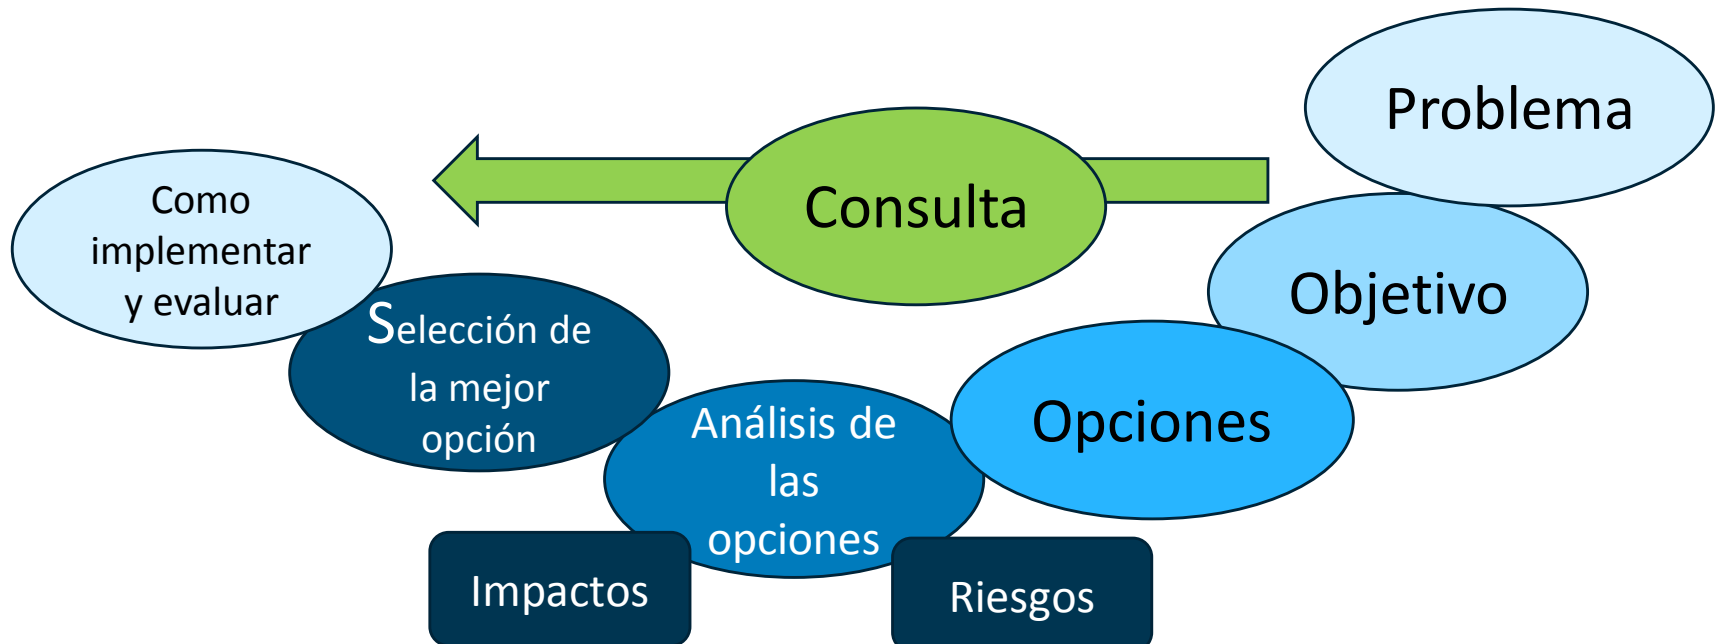 Problema
Objetivo
Opciones
Análisis de
las
opciones
Impactos
Riesgos
Selección de
la mejor
opción
Como
implementar
y evaluar
Consulta